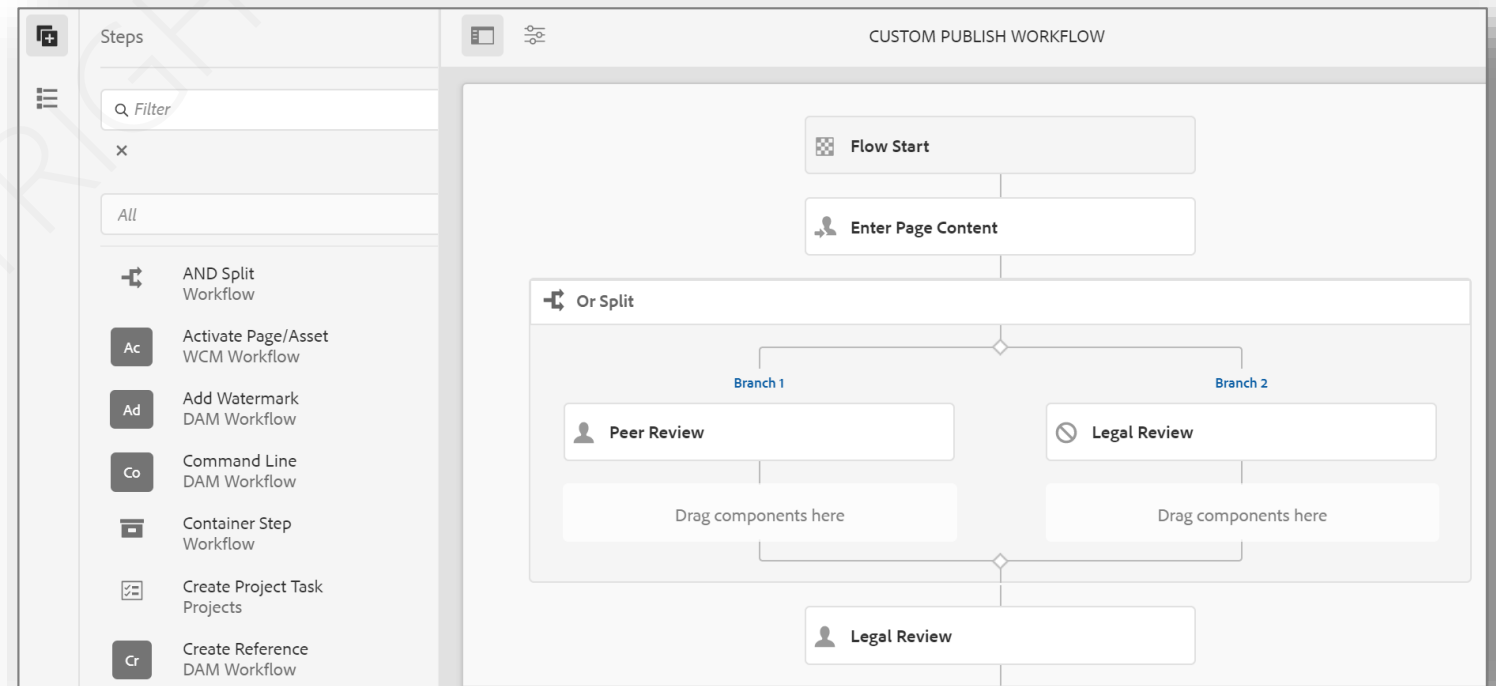 Steps
CUSTOM PUBLISH WORKFLOW
Filter
All
AND Split
Workflow
Ac
Activate Page/Asset
WCM Workflow
Ad
Add Watermark
DAM Workflow
Co
Command Line
DAM Workflow
Container Step
Workflow
Create Project Task
Projects
Cr
Create Reference
DAM Workflow
Flow Start
Enter Page Content
Or Split
Branch 1
Branch 2
Peer Review
Legal Review
Drag components here
Drag components here
Legal Review